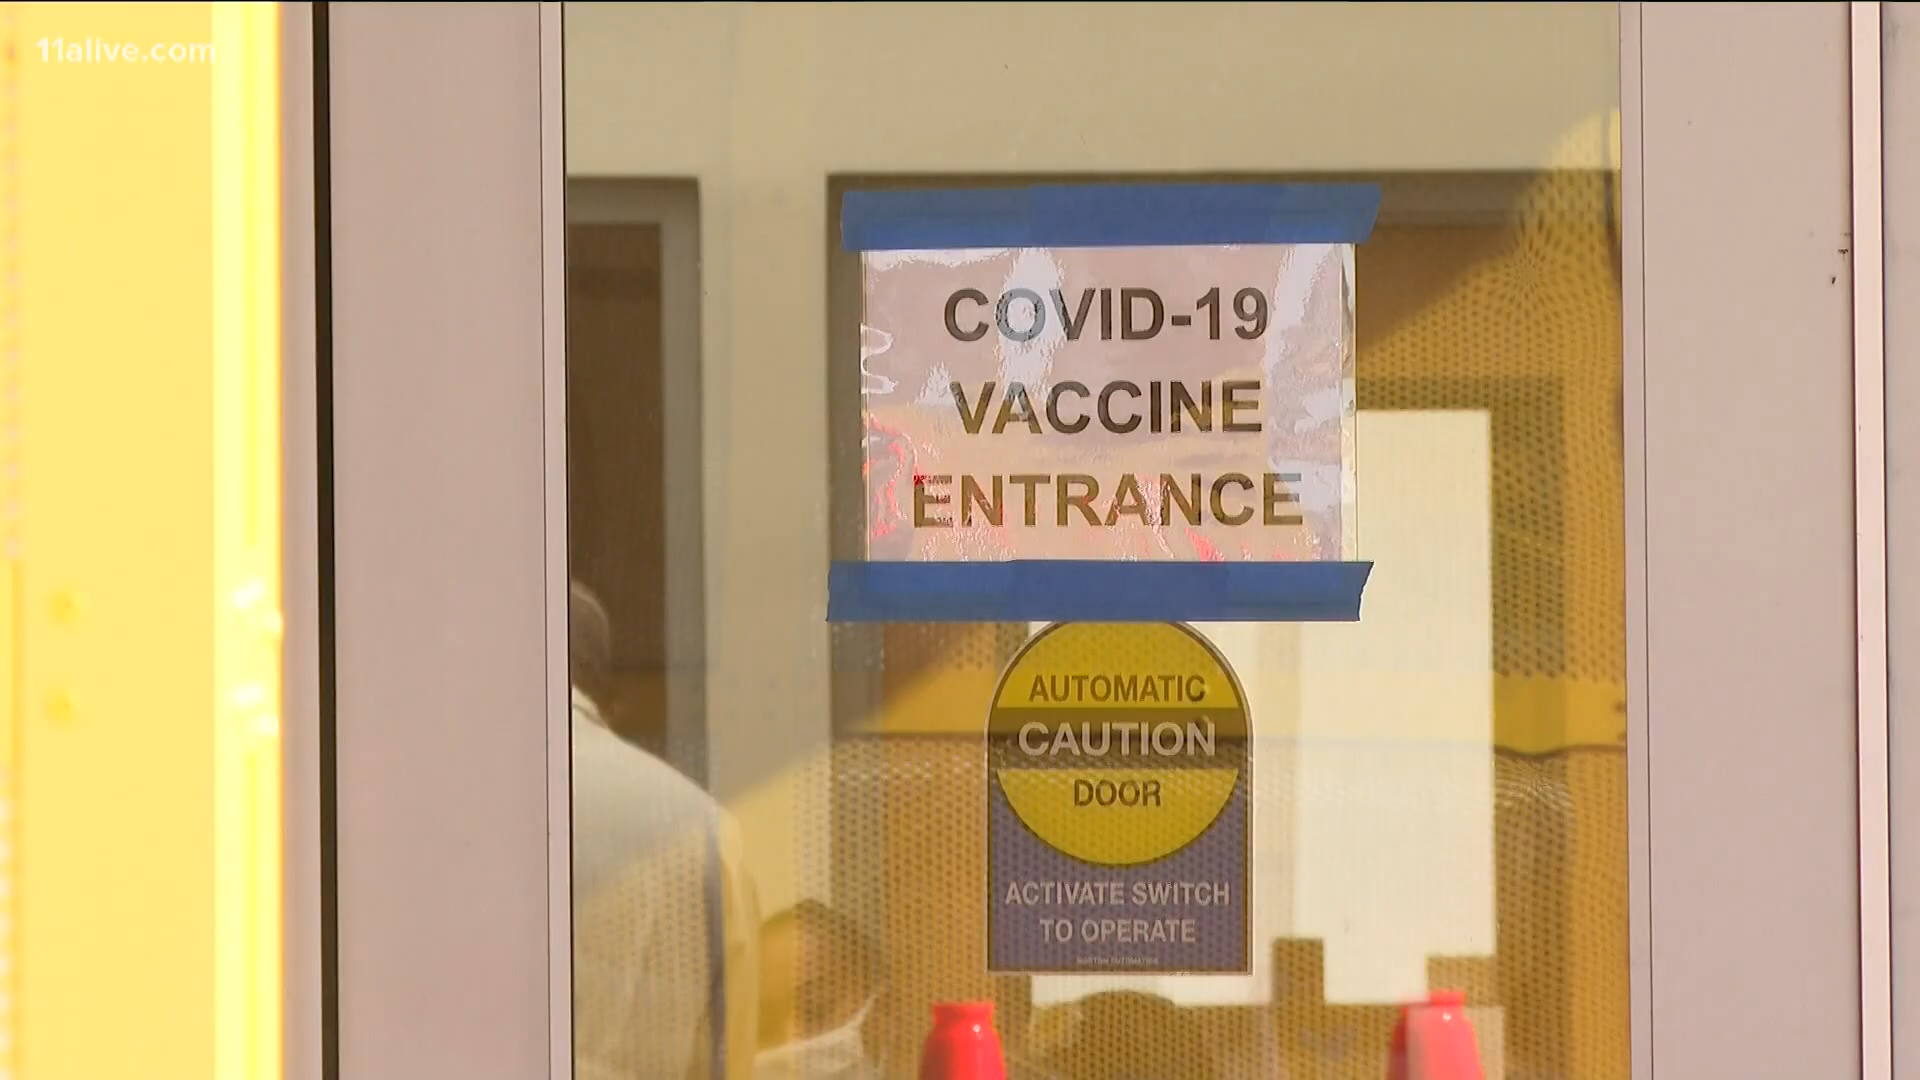 11alive.com
COVID-19
VACCINE
ENTRANCE
AUTOMATIC
CAUTION
DOOR
ACTIVATE SWITCH
TO OPERATE